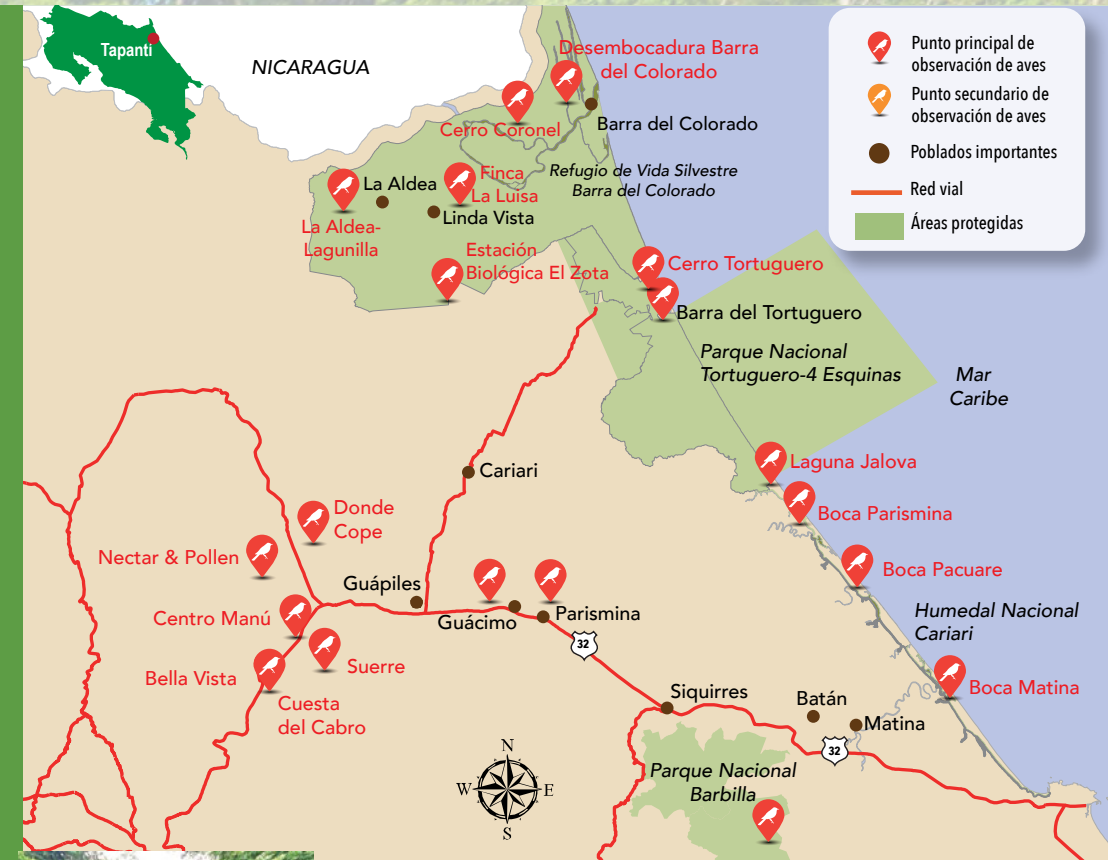 Tapantí
NICARAGUA
Desembocadura Barra
del Colorado
Cerro Coronel
Barra del Colorado
Refugio de Vida Silvestre
Barra del Colorado
La Aldea
Finca
La Luisa
Linda Vista
La Aldea-
Lagunilla
Estación
Biológica El Zota
Cerro Tortuguero
Barra del Tortuguero
Parque Nacional
Tortuguero-4 Esquinas
Mar
Caribe
Punto principal de
observación de aves
Punto secundario de
observación de aves
Poblados importantes
Red vial
Áreas protegidas
Cariari
Laguna Jalova
Boca Parismina
Donde
Cope
Nectar & Pollen
Boca Pacuare
Guápiles
Centro Manú
Guácimo
Parismina
32
Humedal Nacional
Cariari
Suerre
Bella Vista
Cuesta
del Cabro
Boca Matina
Siquirres
Batán
Matina
32
Parque Nacional
Barbilla
N
W
E
S